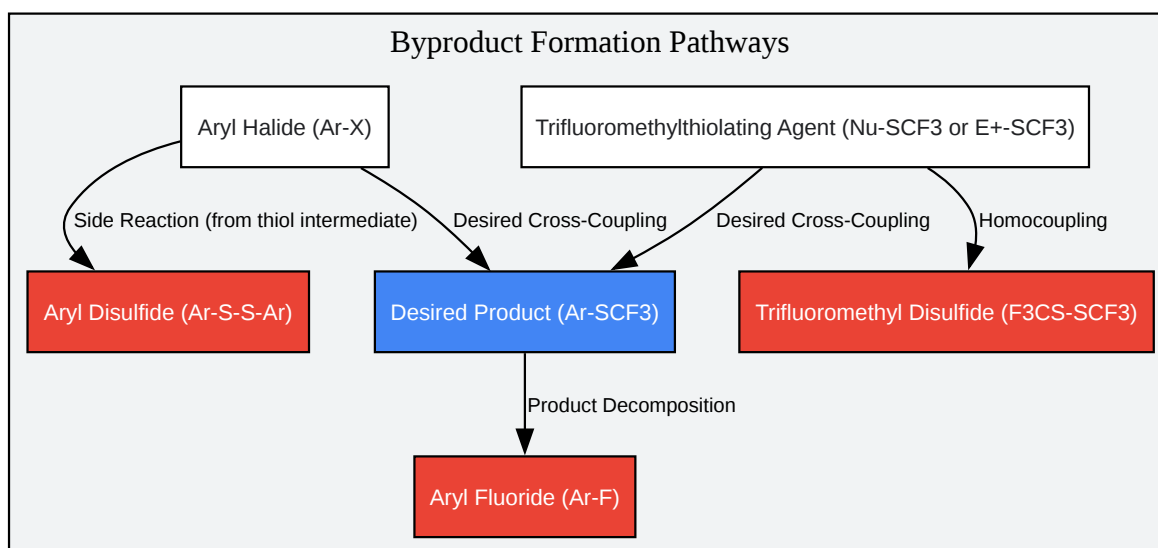 Byproduct Formation Pathways
Aryl Halide (Ar-X)
Trifluoromethylthiolating Agent (Nu-SCF3 or E+-SCF3)
Side Reaction (from thiol intermediate)
Desired Cross-Coupling
Desired Cross-Coupling
Homocoupling
Aryl Disulfide (Ar-S-S-Ar)
Desired Product (Ar-SCF3)
Trifluoromethyl Disulfide (F3CS-SCF3)
Product Decomposition
Aryl Fluoride (Ar-F)